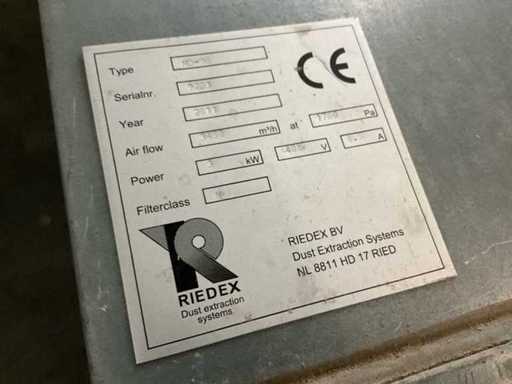 Type
Serialnr.
Year
Air flow m³/h at Pa
Power kW V A
Filterclass
CE
RIEDEX
Dust extraction
systems
RIEDEX BV
Dust Extraction Systems
NL 8811 HD 17 RIED